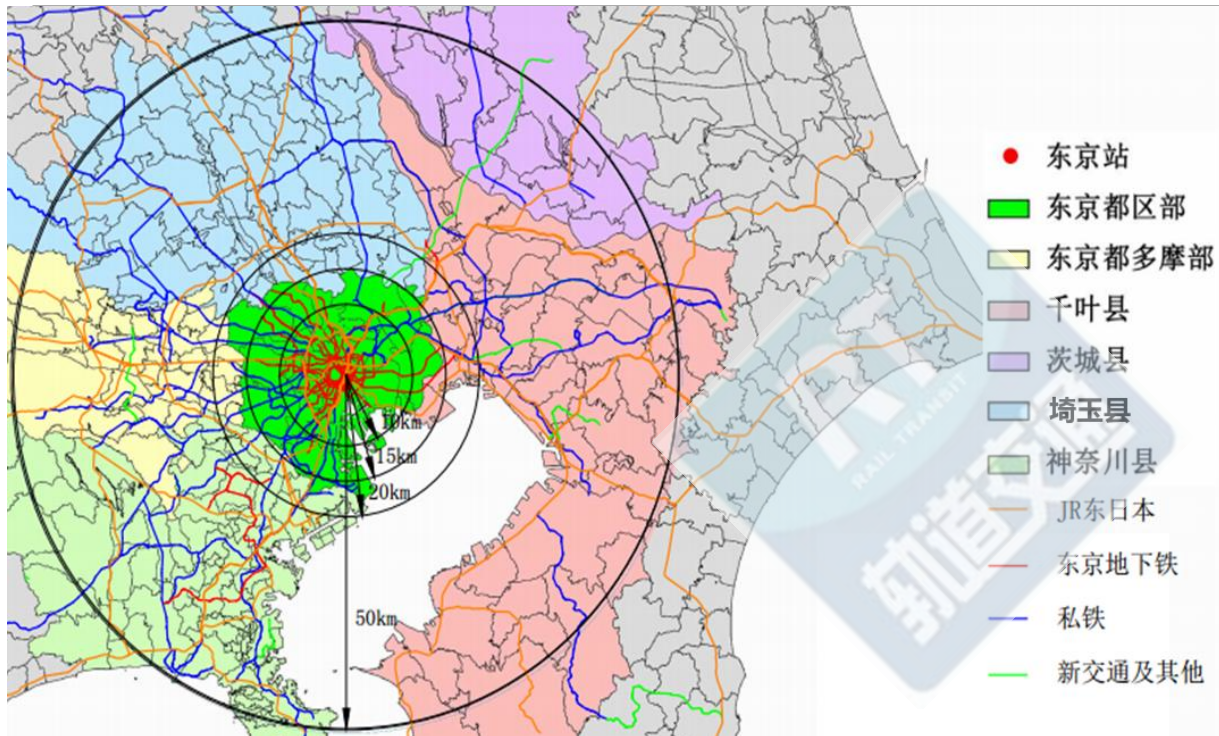 东京站
东京都区部
东京都多摩部
千叶县
茨城县
埼玉县
神奈川县
JR东日本
东京地下铁
私铁
新交通及其他
10km
15km
20km
50km
RAIL TRANSIT
轨道交通